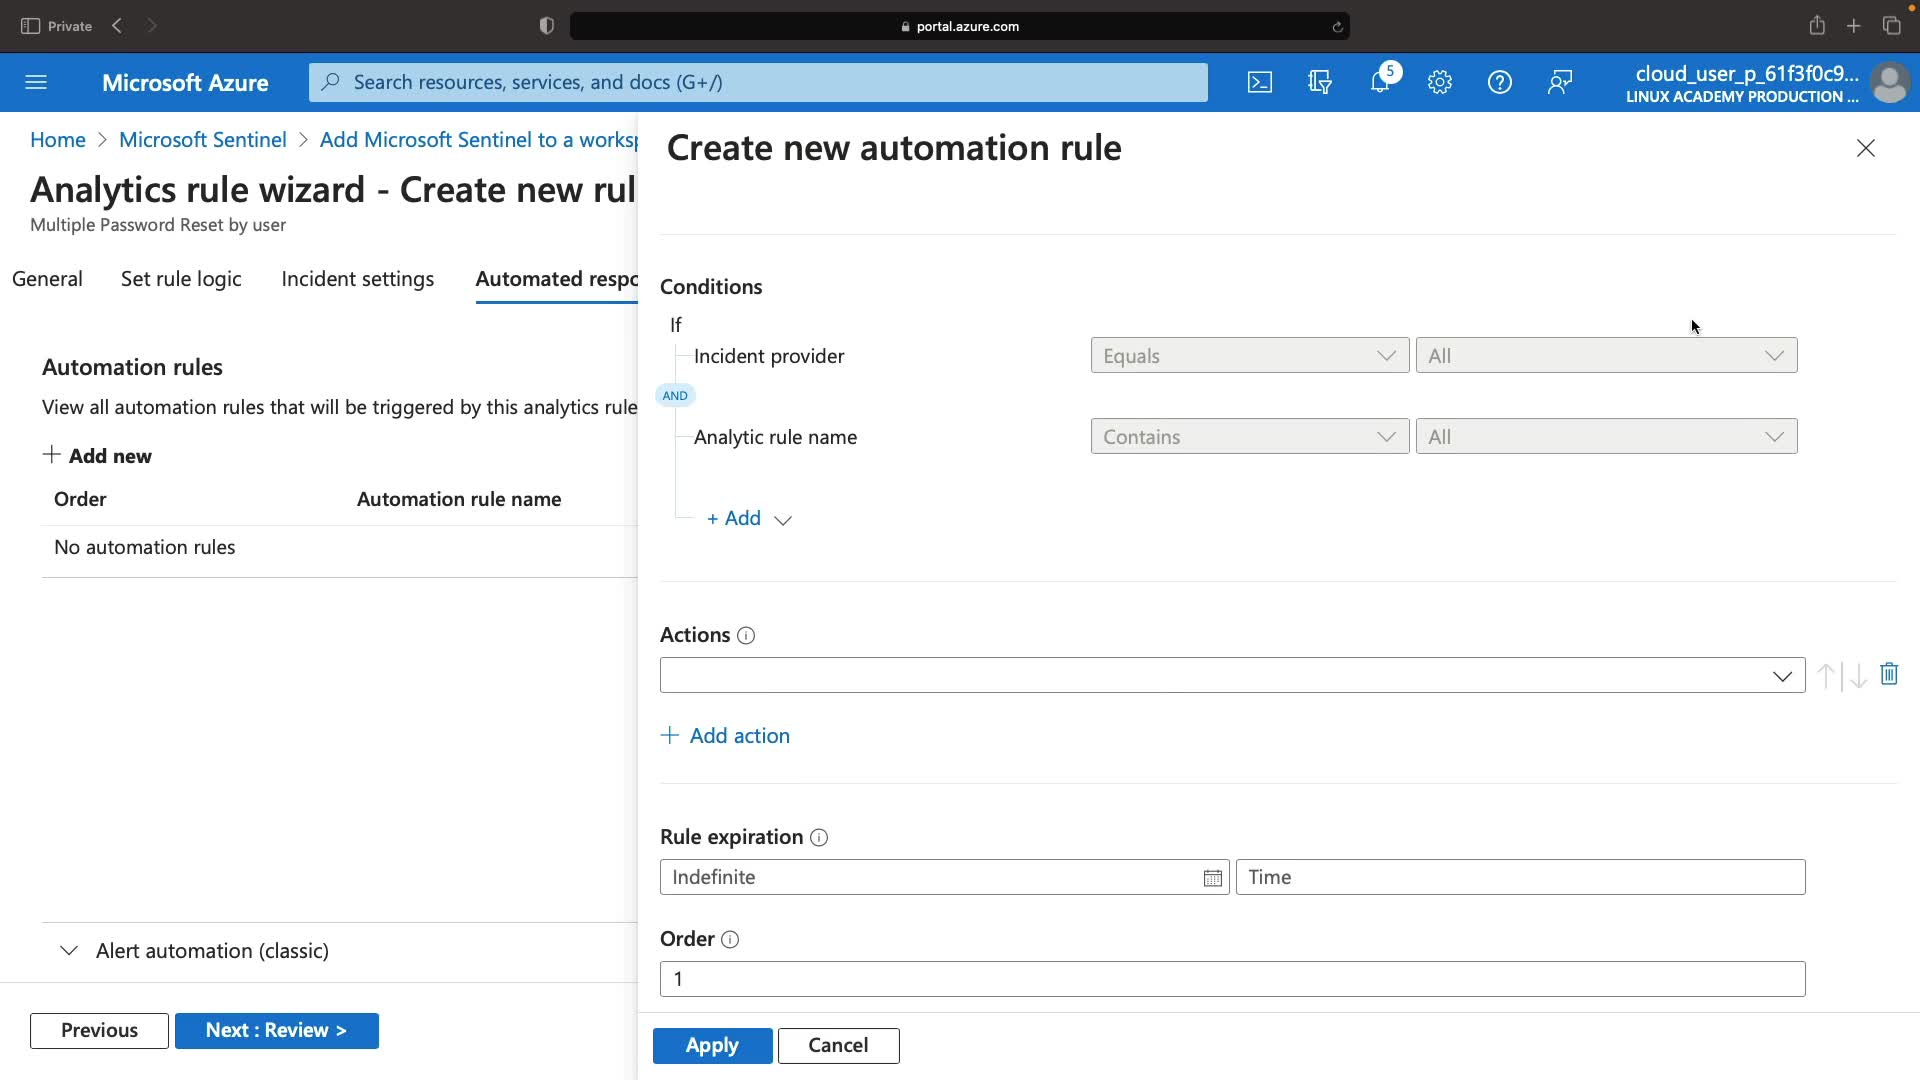 Private
portal.azure.com
Microsoft Azure
Search resources, services, and docs (G+/)
5
cloud_user_p_61f3f0c9...
LINUX ACADEMY PRODUCTION ...
Home > Microsoft Sentinel > Add Microsoft Sentinel to a worksp
Analytics rule wizard - Create new rul
Multiple Password Reset by user
General
Set rule logic
Incident settings
Automated respo
Automation rules
View all automation rules that will be triggered by this analytics rule
+ Add new
Order
Automation rule name
No automation rules
Alert automation (classic)
Previous
Next : Review >
Create new automation rule
Conditions
If
Incident provider
Equals
All
AND
Analytic rule name
Contains
All
+ Add
Actions
+ Add action
Rule expiration
Indefinite
Time
Order
1
Apply
Cancel